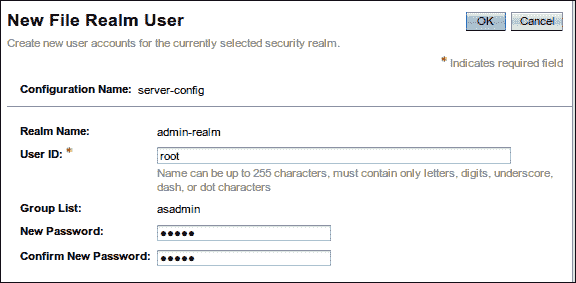 New File Realm User
OK Cancel
Create new user accounts for the currently selected security realm.
* Indicates required field
Configuration Name: server-config
Realm Name: admin-realm
User ID: * root
Name can be up to 255 characters, must contain only letters, digits, underscore,
dash, or dot characters
Group List: asadmin
New Password: •••••
Confirm New Password: •••••